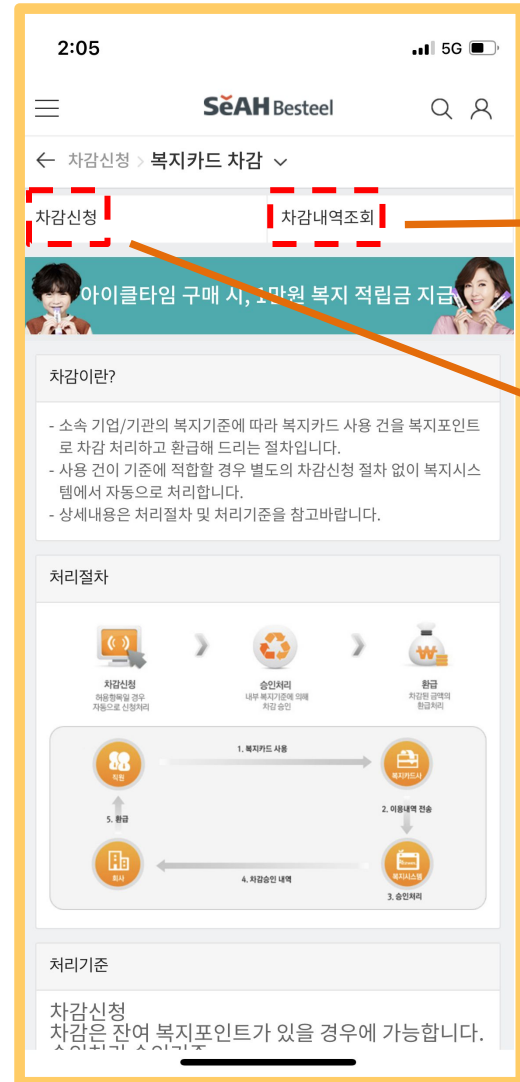 2:05
5G
SeAH Besteel
← 차감신청 > 복지카드 차감
차감신청
차감내역조회
아이클타임 구매 시, 1만원 복지 적립금 지급
차감이란?
- 소속 기업/기관의 복지기준에 따라 복지카드 사용 건을 복지포인트
로 차감 처리하고 환급해 드리는 절차입니다.
- 사용 건이 기준에 적합할 경우 별도의 차감신청 절차 없이 복지시스
템에서 자동으로 처리합니다.
- 상세내용은 처리절차 및 처리기준을 참고바랍니다.
처리절차
차감신청
허용항목일 경우
자동으로 신청처리
승인처리
내부 복지기준에 의해
차감 승인
환급
차감된 금액의
환급처리
1. 복지카드 사용
직원
복지카드사
2. 이용내역 전송
5. 환급
회사
4. 차감승인 내역
복지시스템
3. 승인처리
처리기준
차감신청
차감은 잔여 복지포인트가 있을 경우에 가능합니다.